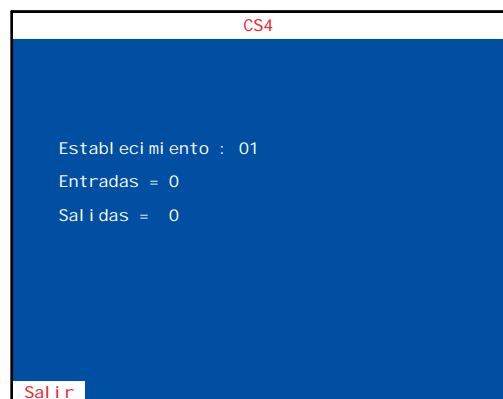 CS4
Establecimiento : 01
Entradas = 0
Salidas = 0
Salir